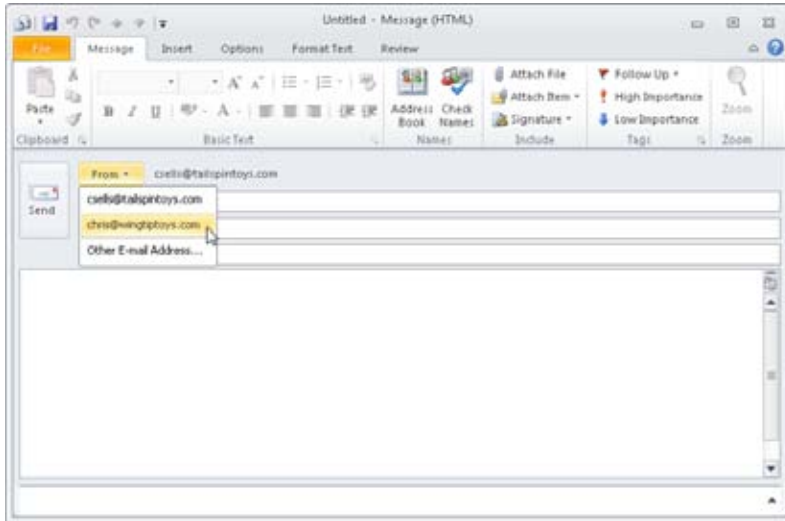 Untitled - Message (HTML)
File Message Insert Options Format Text Review
Paste
Clipboard
B I U A A A
Basic Text
Address Book
Check Names
Names
Attach File
Attach Item
Signature
Include
Follow Up
High Importance
Low Importance
Tags
Zoom
Zoom
Send
From csells@tailspintoys.com
csells@tailspintoys.com
chris@wingtiptoys.com
Other E-mail Address...